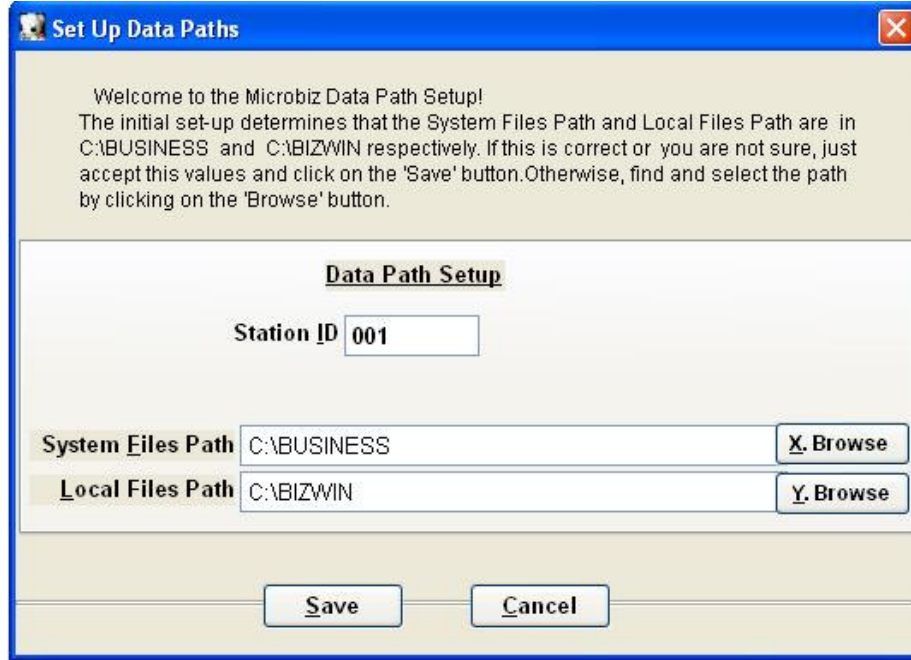 Set Up Data Paths
Welcome to the Microbiz Data Path Setup!
The initial set-up determines that the System Files Path and Local Files Path are in
C:\BUSINESS and C:\BIZWIN respectively. If this is correct or you are not sure, just
accept this values and click on the 'Save' button.Otherwise, find and select the path
by clicking on the 'Browse' button.
Data Path Setup
Station ID 001
System Files Path C:\BUSINESS X. Browse
Local Files Path C:\BIZWIN Y. Browse
Save Cancel